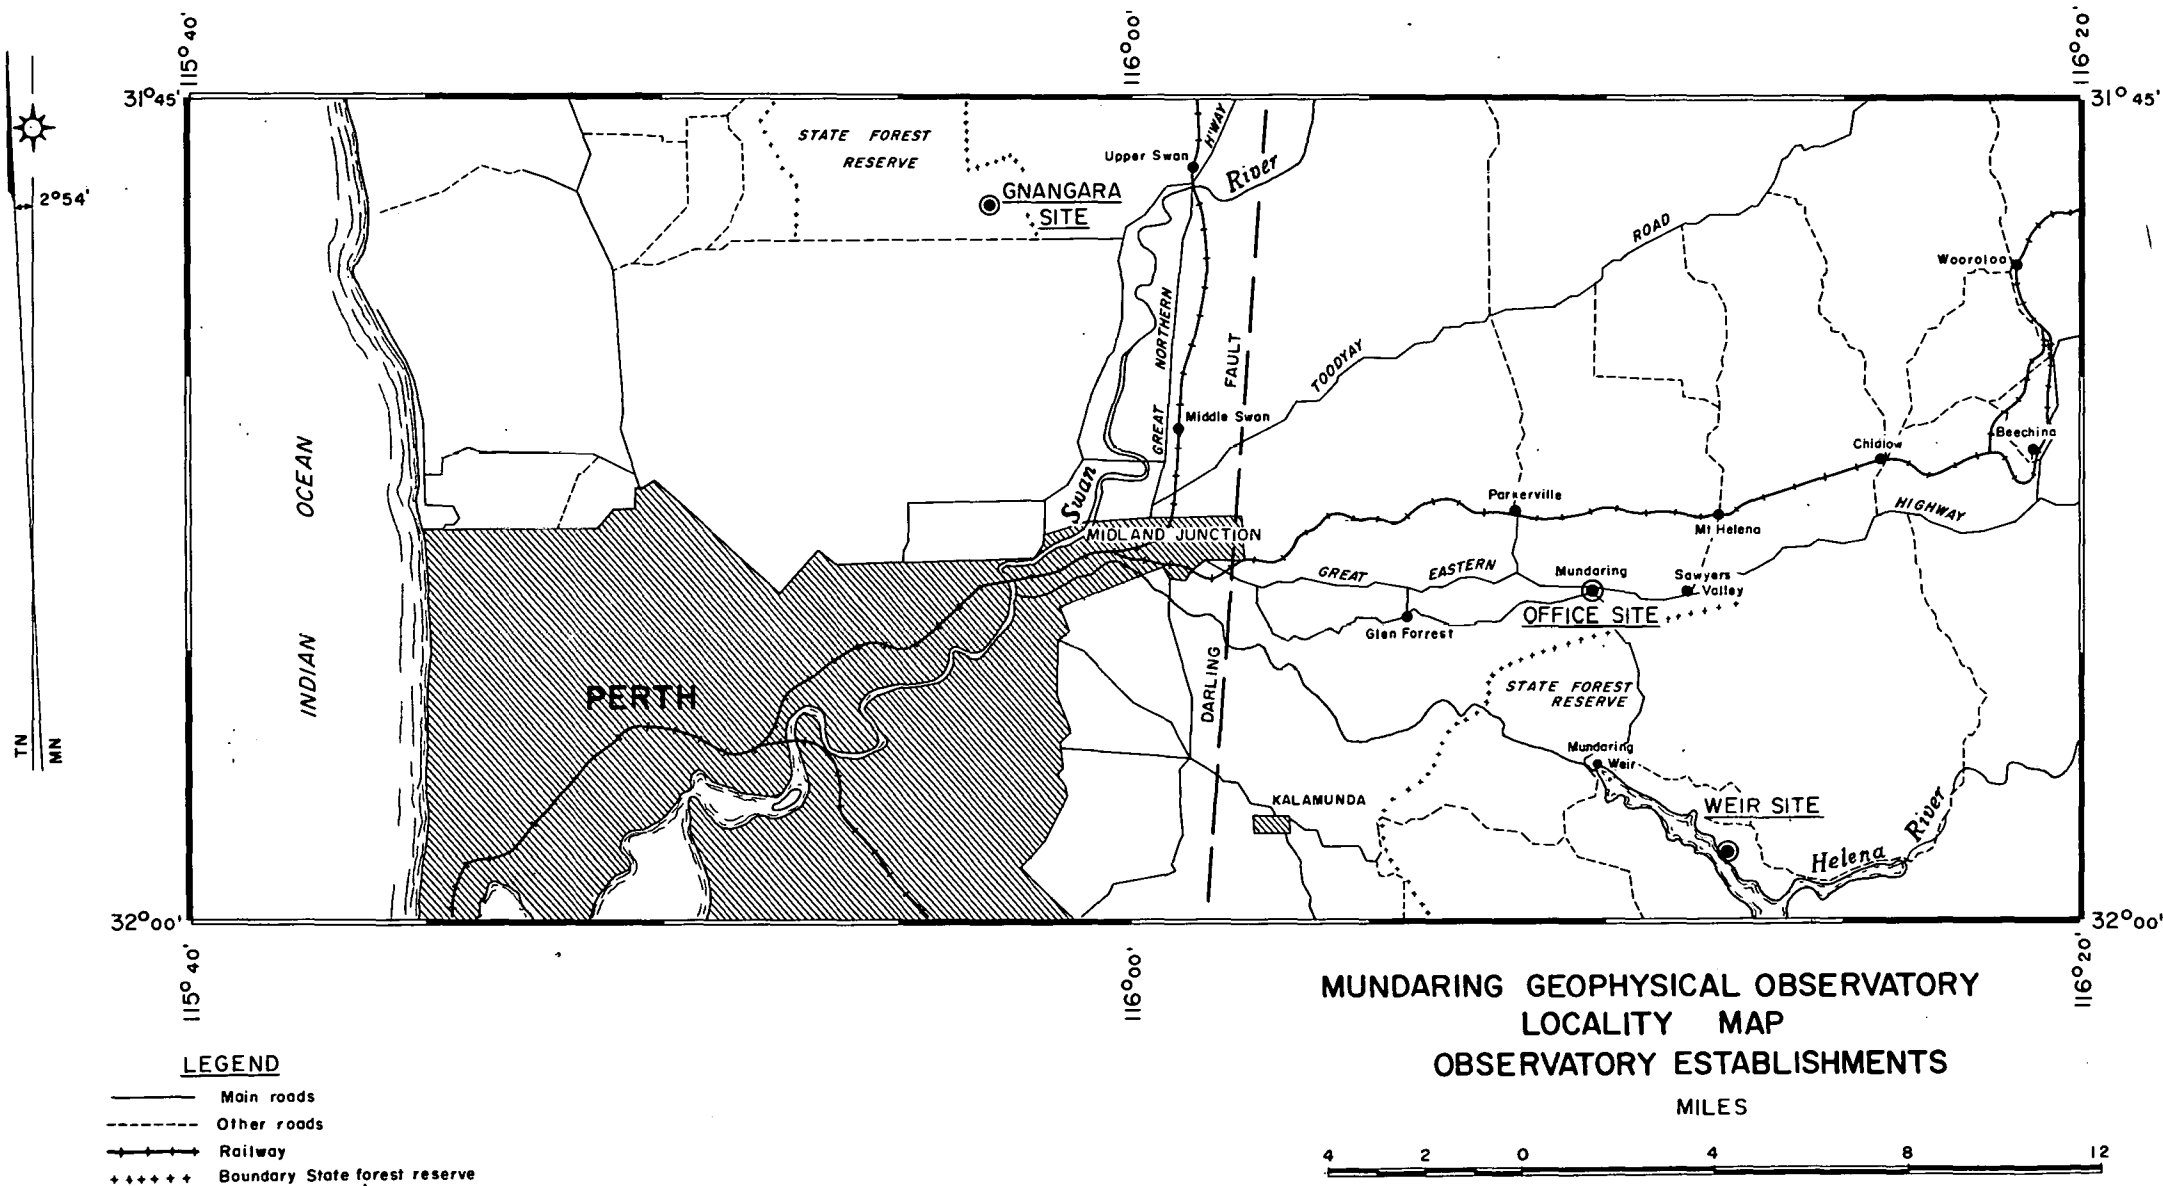 115°40'
116°00'
116°20'
31°45'
31°45'
2°54'
TN
MN
STATE FOREST
RESERVE
GNANGARA
SITE
Upper Swan
H'WAY
River
GREAT NORTHERN
Middle Swan
FAULT
DARLING
TOODYAY
ROAD
Wooroloo
Beechina
Chidlow
HIGHWAY
Parkerville
Mt Helena
Swan
MIDLAND JUNCTION
GREAT
EASTERN
Mundaring
OFFICE SITE
Sawyers
Valley
Glen Forrest
INDIAN OCEAN
PERTH
STATE FOREST
RESERVE
Mundaring
Weir
KALAMUNDA
WEIR SITE
Helena River
32°00'
32°00'
115°40'
116°00'
116°20'
MUNDARING GEOPHYSICAL OBSERVATORY
LOCALITY MAP
OBSERVATORY ESTABLISHMENTS
MILES
4 2 0 4 8 12
LEGEND
Main roads
Other roads
Railway
Boundary State forest reserve